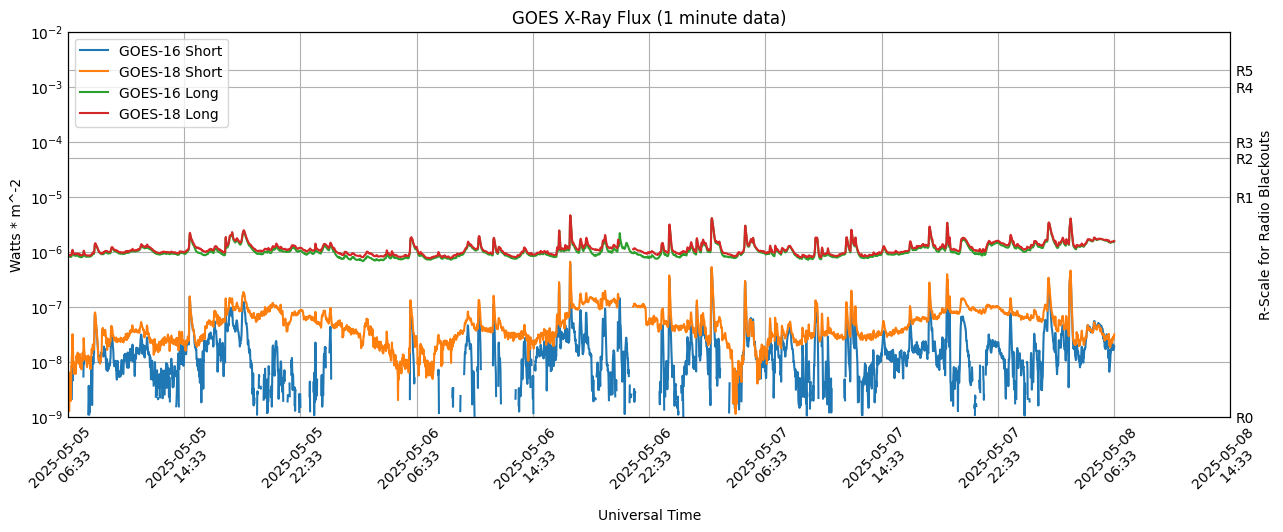 GOES X-Ray Flux (1 minute data)
GOES-16 Short
GOES-18 Short
GOES-16 Long
GOES-18 Long
Watts * m^-2
10^-2
10^-3
10^-4
10^-5
10^-6
10^-7
10^-8
10^-9
R5
R4
R3
R2
R1
R0
R-Scale for Radio Blackouts
2025-05-05
06:33
2025-05-05
14:33
2025-05-05
22:33
2025-05-06
06:33
2025-05-06
14:33
2025-05-06
22:33
2025-05-07
06:33
2025-05-07
14:33
2025-05-07
22:33
2025-05-08
06:33
2025-05-08
14:33
Universal Time